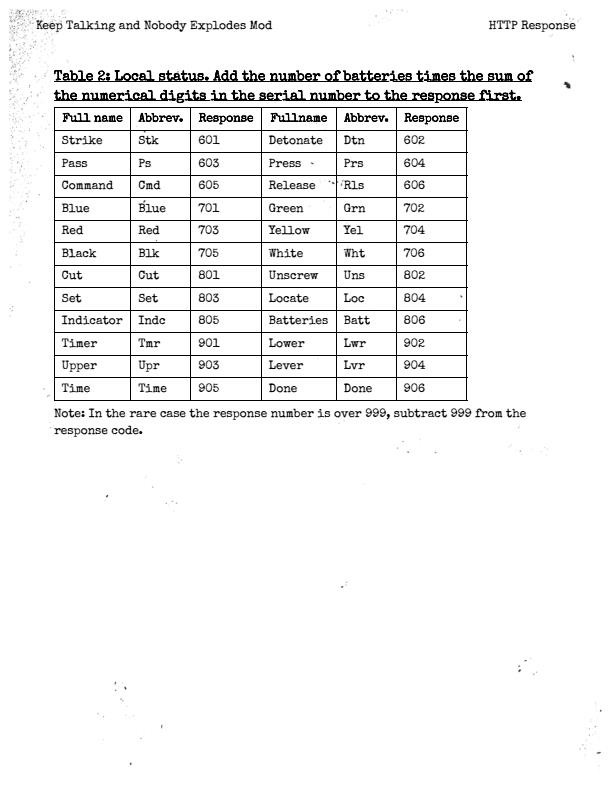 Keep Talking and Nobody Explodes Mod HTTP Response
Table 2: Local status. Add the number of batteries times the sum of
the numerical digits in the serial number to the response first.
Full name Abbrev. Response Fullname Abbrev. Response
Strike Stk 601 Detonate Dtn 602
Pass Ps 603 Press Prs 604
Command Cmd 605 Release Rls 606
Blue Blue 701 Green Grn 702
Red Red 703 Yellow Yel 704
Black Blk 705 White Wht 706
Cut Cut 801 Unscrew Uns 802
Set Set 803 Locate Loc 804
Indicator Indc 805 Batteries Batt 806
Timer Tmr 901 Lower Lwr 902
Upper Upr 903 Lever Lvr 904
Time Time 905 Done Done 906
Note: In the rare case the response number is over 999, subtract 999 from the
response code.